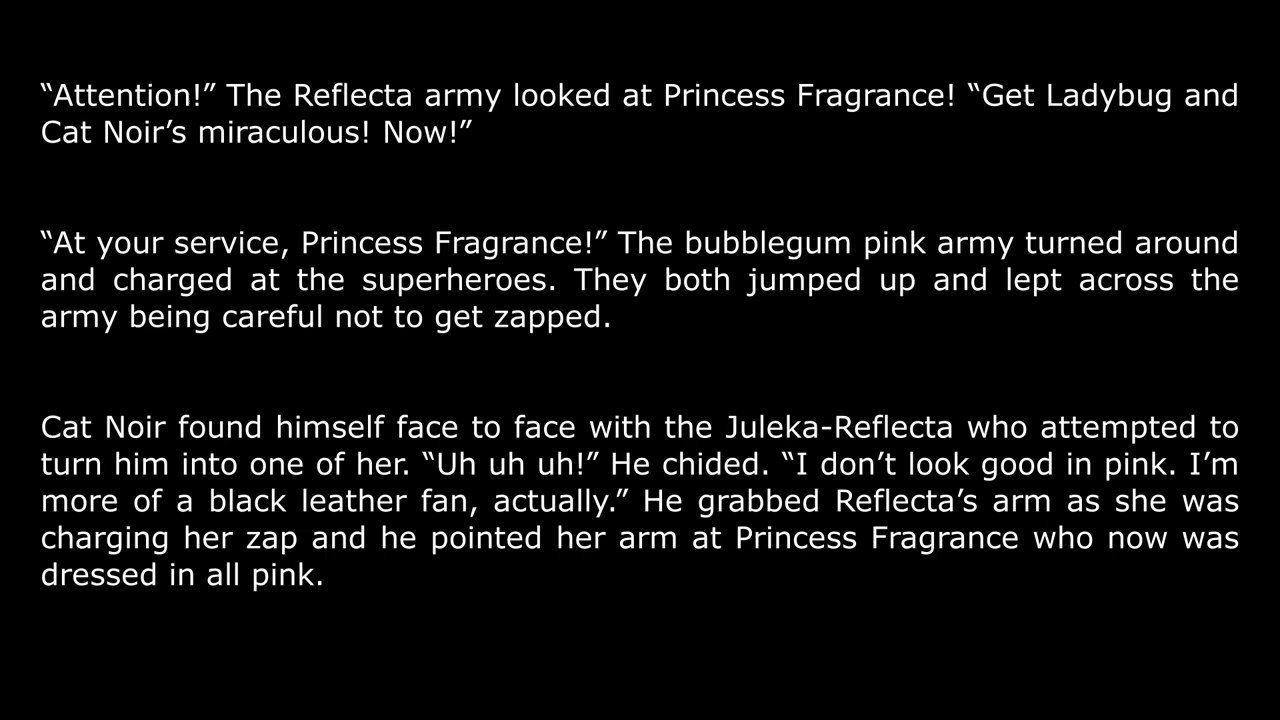 “Attention!” The Reflecta army looked at Princess Fragrance! “Get Ladybug and
Cat Noir’s miraculous! Now!”
“At your service, Princess Fragrance!” The bubblegum pink army turned around
and charged at the superheroes. They both jumped up and lept across the
army being careful not to get zapped.
Cat Noir found himself face to face with the Juleka-Reflecta who attempted to
turn him into one of her. “Uh uh uh!” He chided. “I don’t look good in pink. I’m
more of a black leather fan, actually.” He grabbed Reflecta’s arm as she was
charging her zap and he pointed her arm at Princess Fragrance who now was
dressed in all pink.